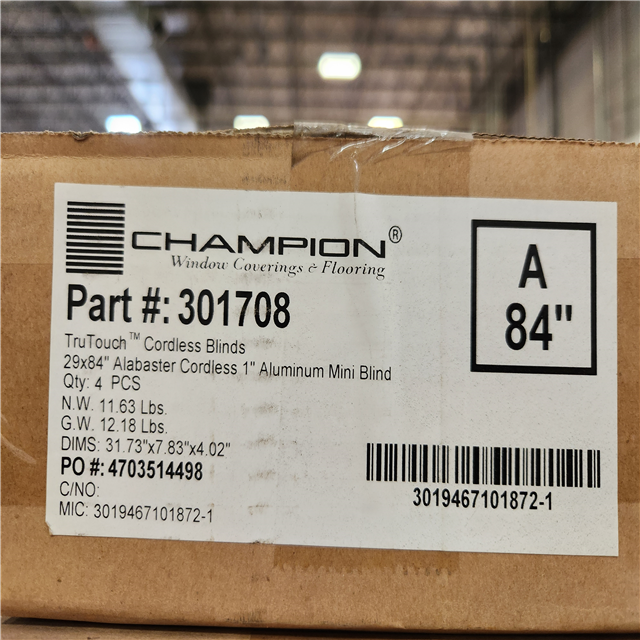 CHAMPION®
Window Coverings & Flooring
A
84"
Part #: 301708
TruTouch™ Cordless Blinds
29x84" Alabaster Cordless 1" Aluminum Mini Blind
Qty: 4 PCS
N.W. 11.63 Lbs.
G.W. 12.18 Lbs.
DIMS: 31.73"x7.83"x4.02"
PO #: 4703514498
C/NO:
MIC: 3019467101872-1
3019467101872-1